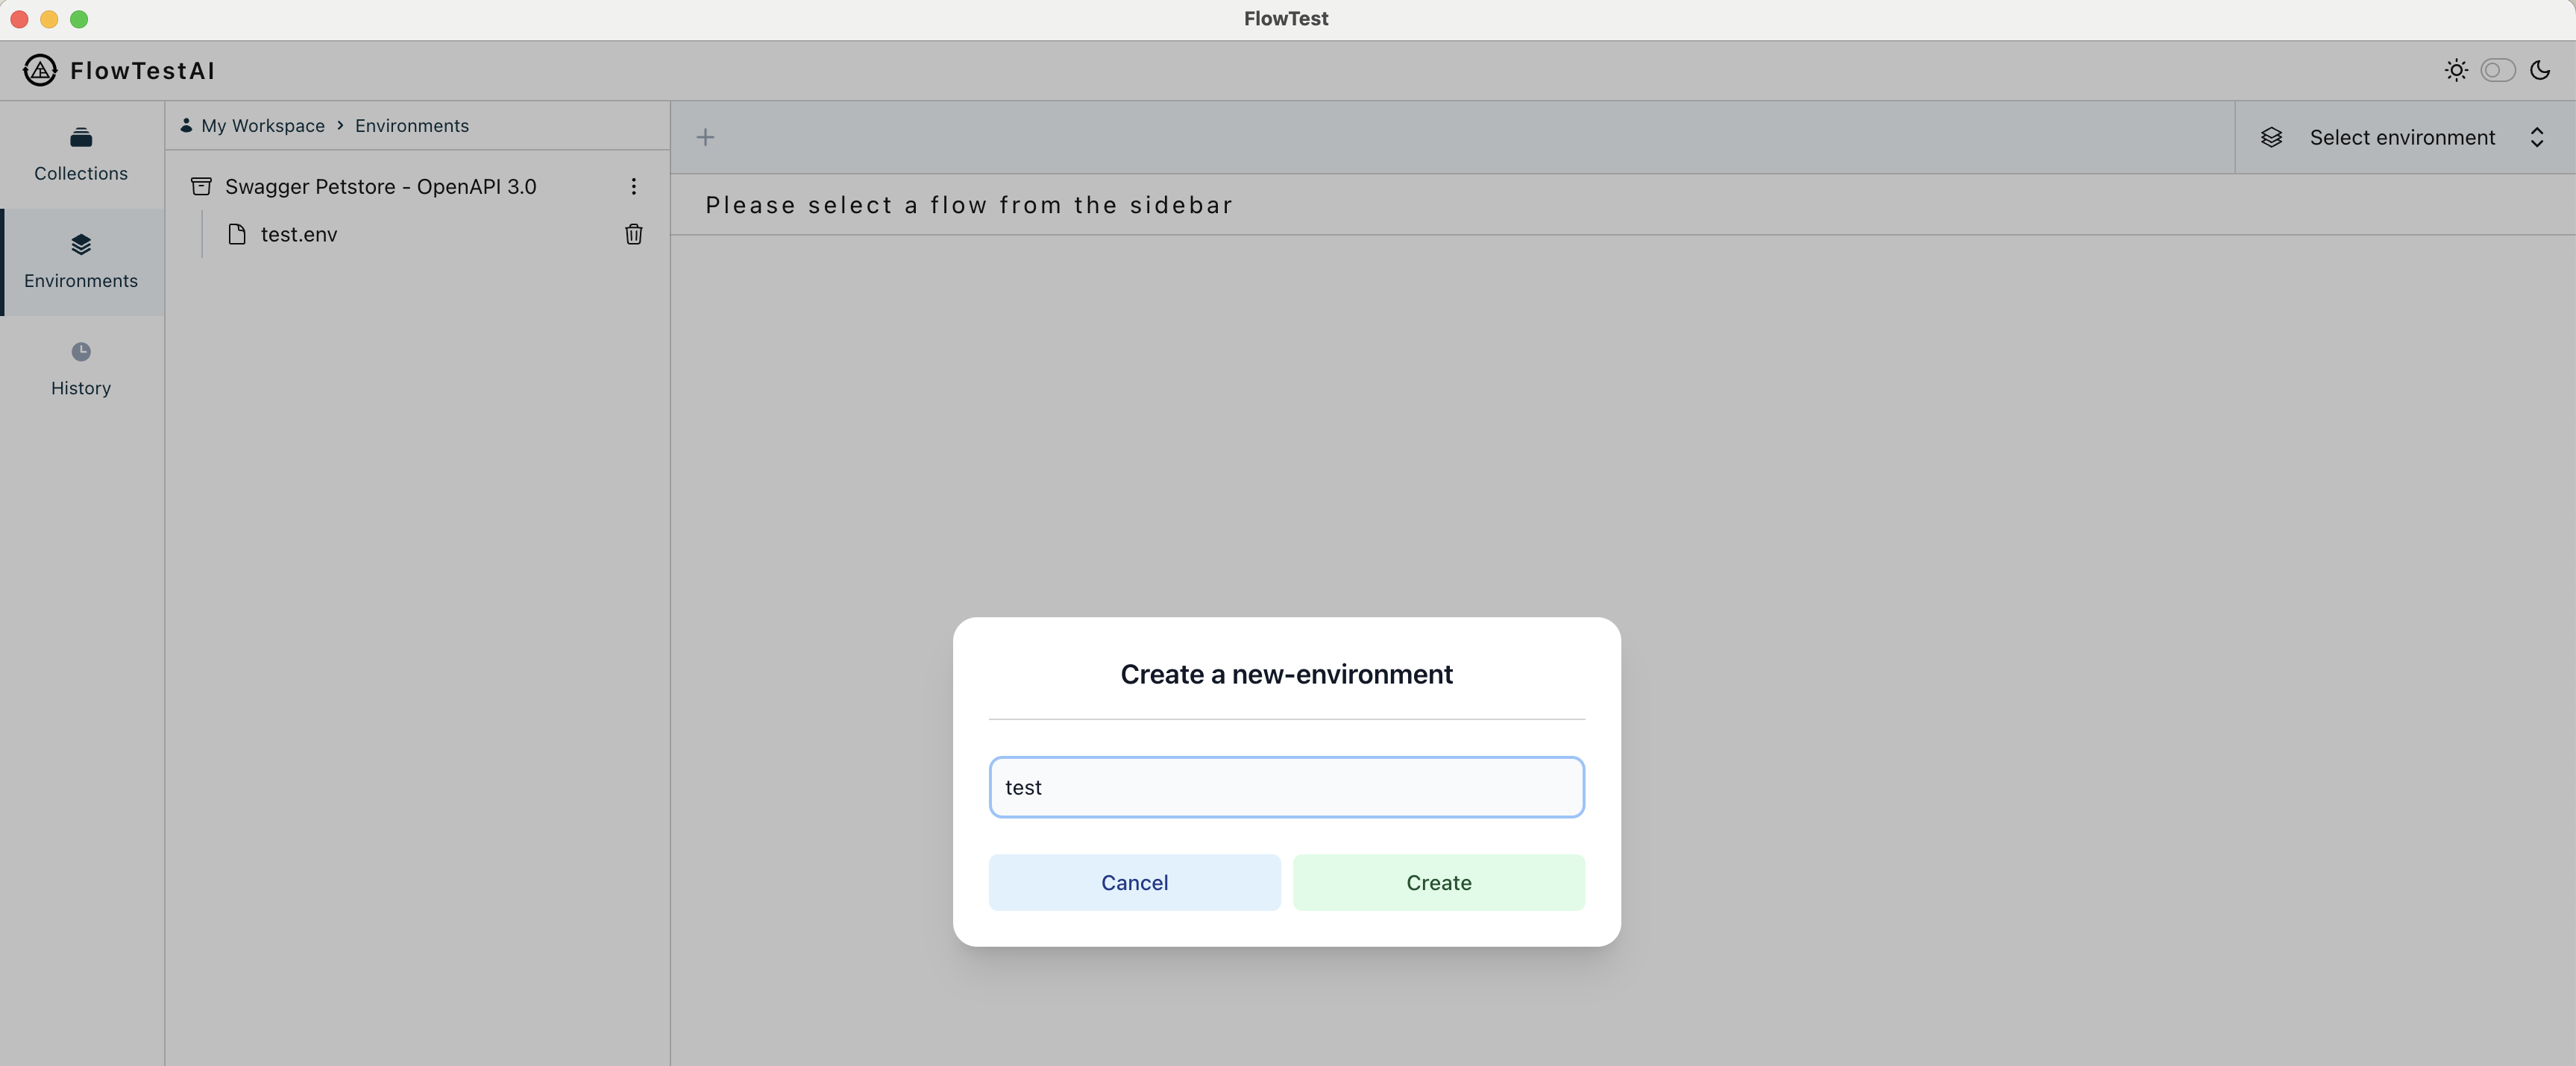 FlowTest
FlowTestAI
Collections
Environments
History
My Workspace > Environments
Swagger Petstore - OpenAPI 3.0
test.env
Select environment
Please select a flow from the sidebar
Create a new-environment
test
Cancel
Create